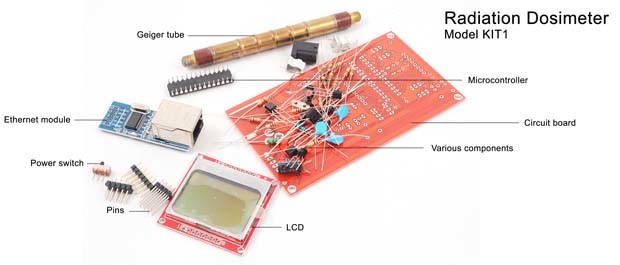 Radiation Dosimeter
Model KIT1
Geiger tube
Microcontroller
Ethernet module
Circuit board
Various components
Power switch
Pins
LCD